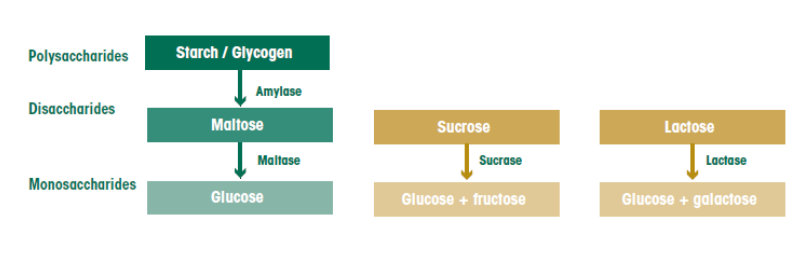 Polysaccharides
Starch / Glycogen
Amylase
Disaccharides
Maltose
Sucrose
Lactose
Maltase
Sucrase
Lactase
Monosaccharides
Glucose
Glucose + fructose
Glucose + galactose